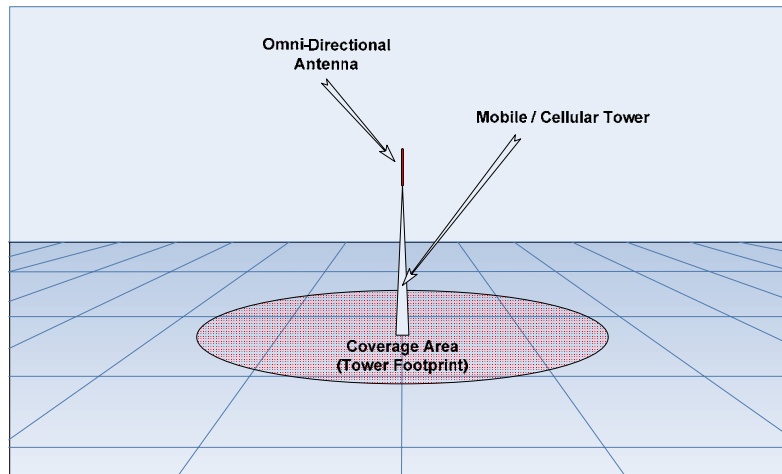 Omni-Directional
Antenna
Mobile / Cellular Tower
Coverage Area
(Tower Footprint)